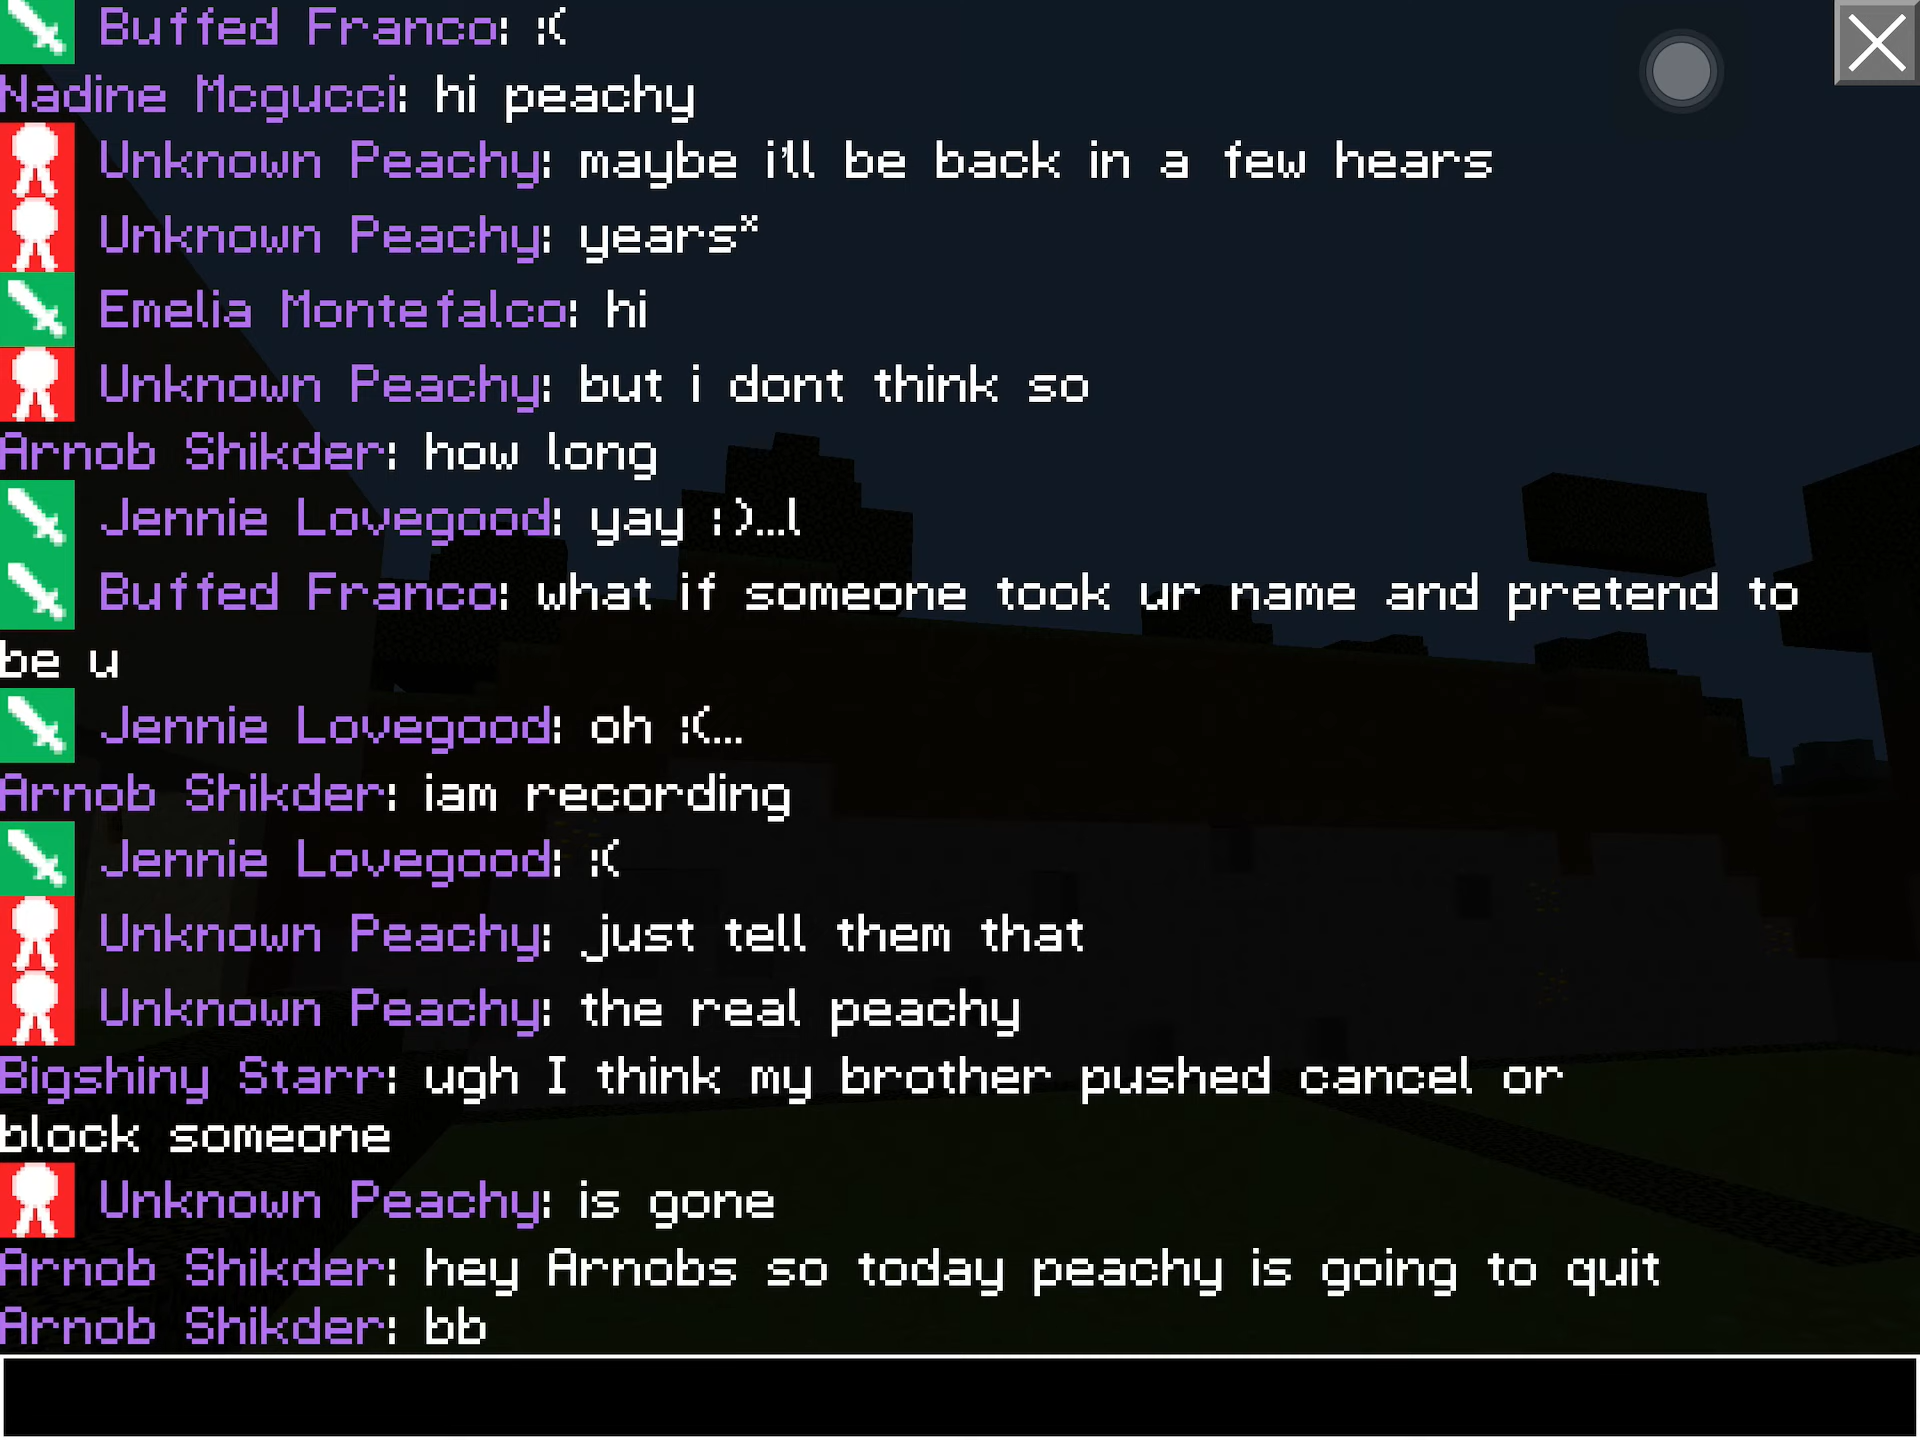 Buffed Franco: :(
Nadine Mcgucci: hi peachy
Unknown Peachy: maybe i'll be back in a few hears
Unknown Peachy: years*
Emelia Montefalco: hi
Unknown Peachy: but i dont think so
Arnob Shikder: how long
Jennie Lovegood: yay :)...l
Buffed Franco: what if someone took ur name and pretend to
be u
Jennie Lovegood: oh :(...
Arnob Shikder: iam recording
Jennie Lovegood: :(
Unknown Peachy: just tell them that
Unknown Peachy: the real peachy
Bigshiny Starr: ugh I think my brother pushed cancel or
block someone
Unknown Peachy: is gone
Arnob Shikder: hey Arnobs so today peachy is going to quit
Arnob Shikder: bb